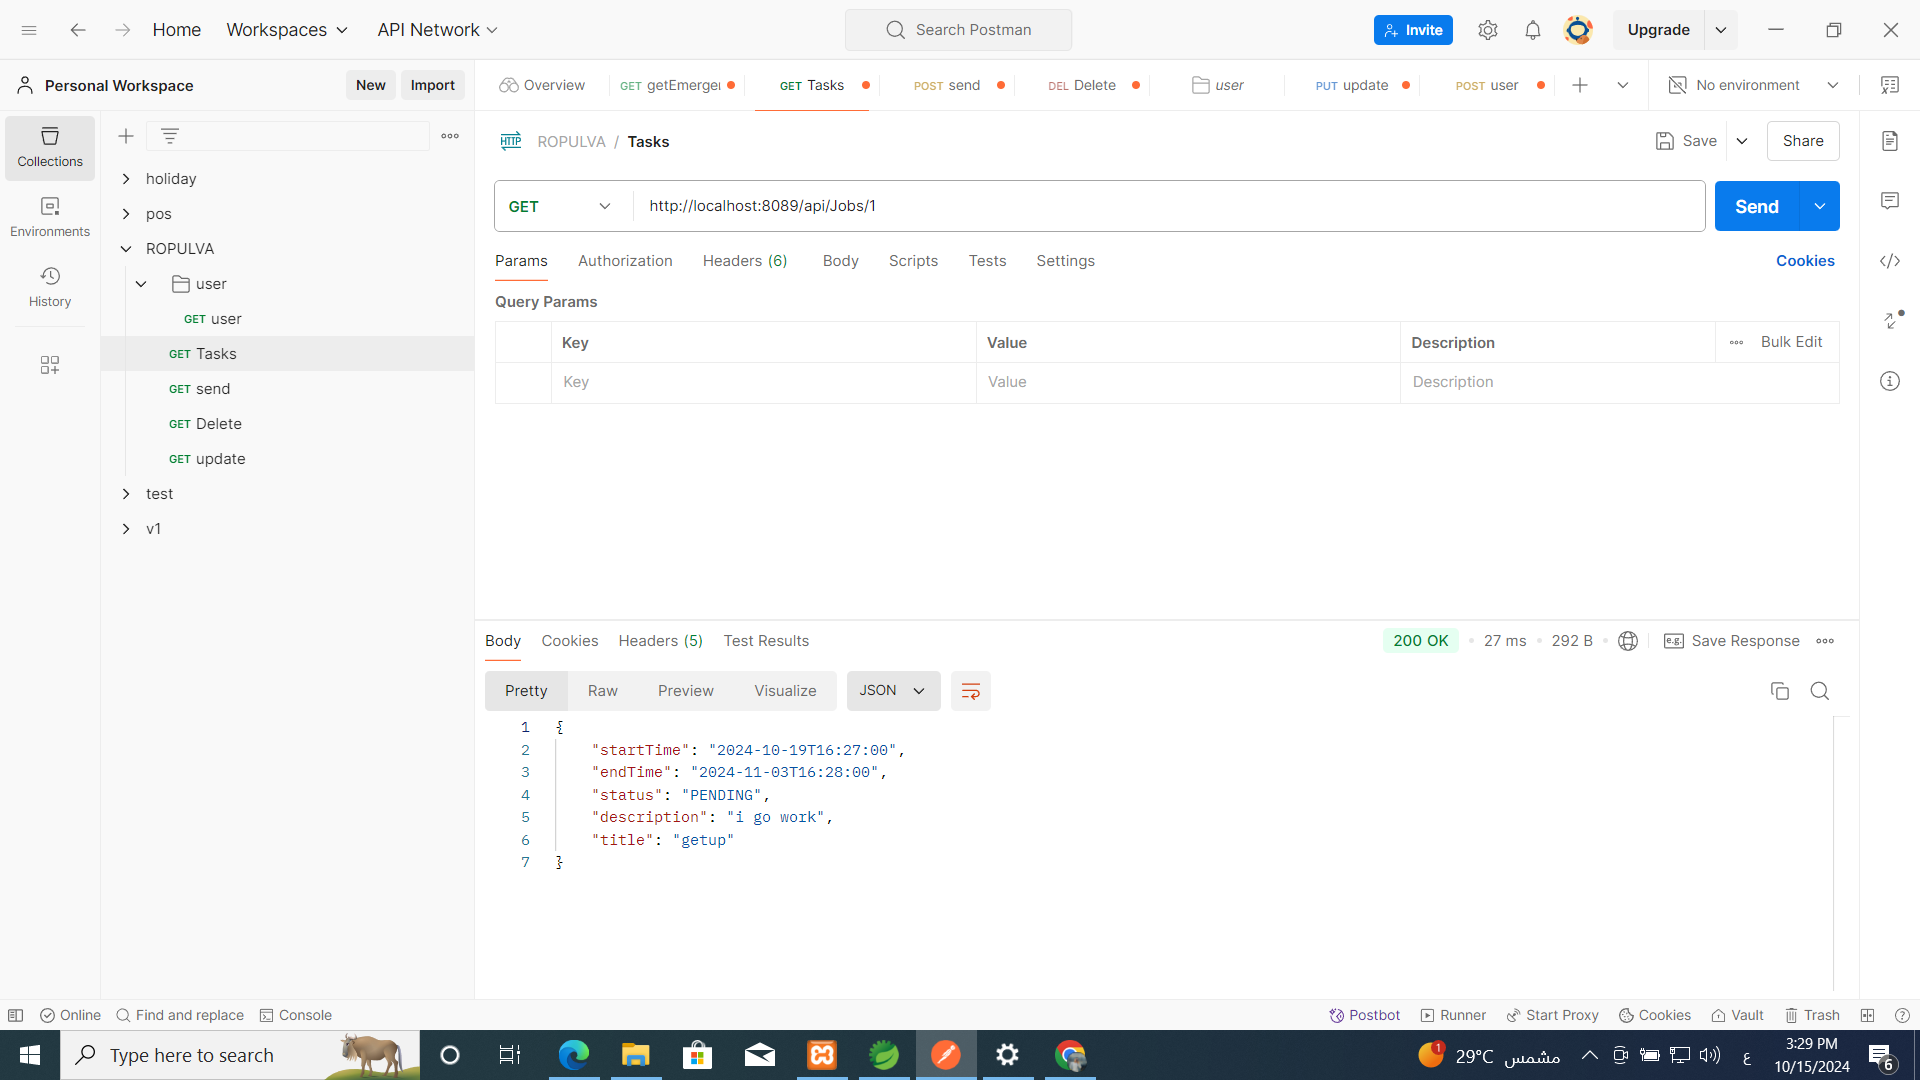 Home Workspaces API Network Search Postman Invite Upgrade
Personal Workspace New Import
Overview GET getEmerger GET Tasks POST send DEL Delete user PUT update POST user No environment
Collections
Environments
History
holiday
pos
ROPULVA
user
GET user
GET Tasks
GET send
GET Delete
GET update
test
v1
HTTP ROPULVA / Tasks Save Share
GET http://localhost:8089/api/Jobs/1 Send
Params Authorization Headers (6) Body Scripts Tests Settings Cookies
Query Params
Key Value Description Bulk Edit
Key Value Description
Body Cookies Headers (5) Test Results 200 OK 27 ms 292 B e.g. Save Response
Pretty Raw Preview Visualize JSON
1 {
2 "startTime": "2024-10-19T16:27:00",
3 "endTime": "2024-11-03T16:28:00",
4 "status": "PENDING",
5 "description": "i go work",
6 "title": "getup"
7 }
Online Find and replace Console Postbot Runner Start Proxy Cookies Vault Trash
Type here to search 1 29°C مشمس ع 3:29 PM
10/15/2024 6